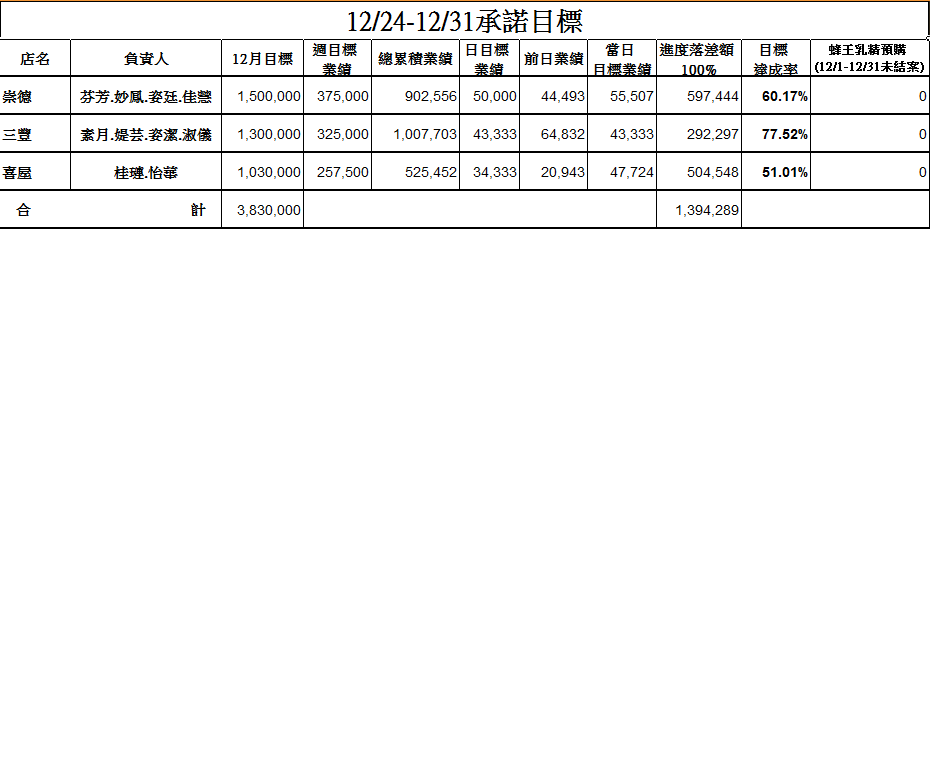 12/24-12/31承諾目標
店名 負責人 12月目標 週目標業績 總累積業績 日目標業績 前日業績 當日目標業績 進度落差額100% 目標達成率 蜂王乳精預購(12/1-12/31未結案)
崇德 芬芳.妙鳳.姿廷.佳慧 1,500,000 375,000 902,556 50,000 44,493 55,507 597,444 60.17% 0
三豐 素月.媞芸.姿潔.淑儀 1,300,000 325,000 1,007,703 43,333 64,832 43,333 292,297 77.52% 0
喜屋 桂璉.怡華 1,030,000 257,500 525,452 34,333 20,943 47,724 504,548 51.01% 0
合 計 3,830,000 1,394,289